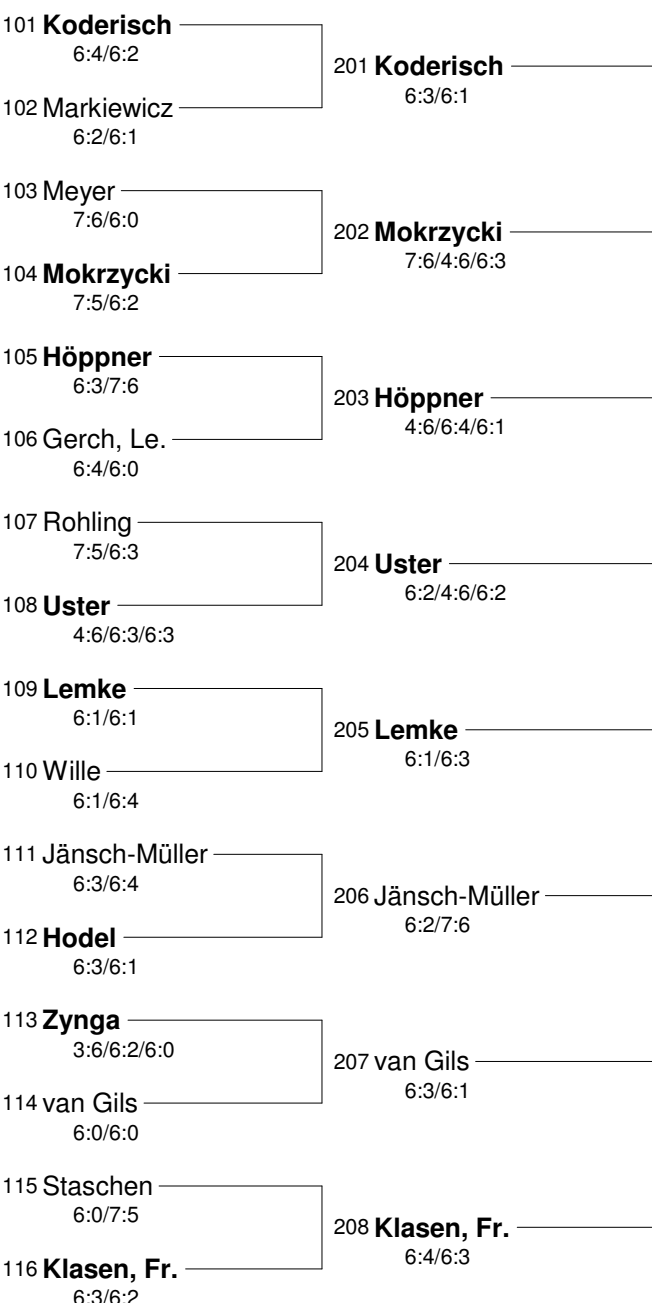 101 Koderisch
6:4/6:2
102 Markiewicz
6:2/6:1
103 Meyer
7:6/6:0
104 Mokrzycki
7:5/6:2
105 Höppner
6:3/7:6
106 Gerch, Le.
6:4/6:0
107 Rohling
7:5/6:3
108 Uster
4:6/6:3/6:3
109 Lemke
6:1/6:1
110 Wille
6:1/6:4
111 Jänsch-Müller
6:3/6:4
112 Hodel
6:3/6:1
113 Zynga
3:6/6:2/6:0
114 van Gils
6:0/6:0
115 Staschen
6:0/7:5
116 Klasen, Fr.
6:3/6:2
201 Koderisch
6:3/6:1
202 Mokrzycki
7:6/4:6/6:3
203 Höppner
4:6/6:4/6:1
204 Uster
6:2/4:6/6:2
205 Lemke
6:1/6:3
206 Jänsch-Müller
6:2/7:6
207 van Gils
6:3/6:1
208 Klasen, Fr.
6:4/6:3